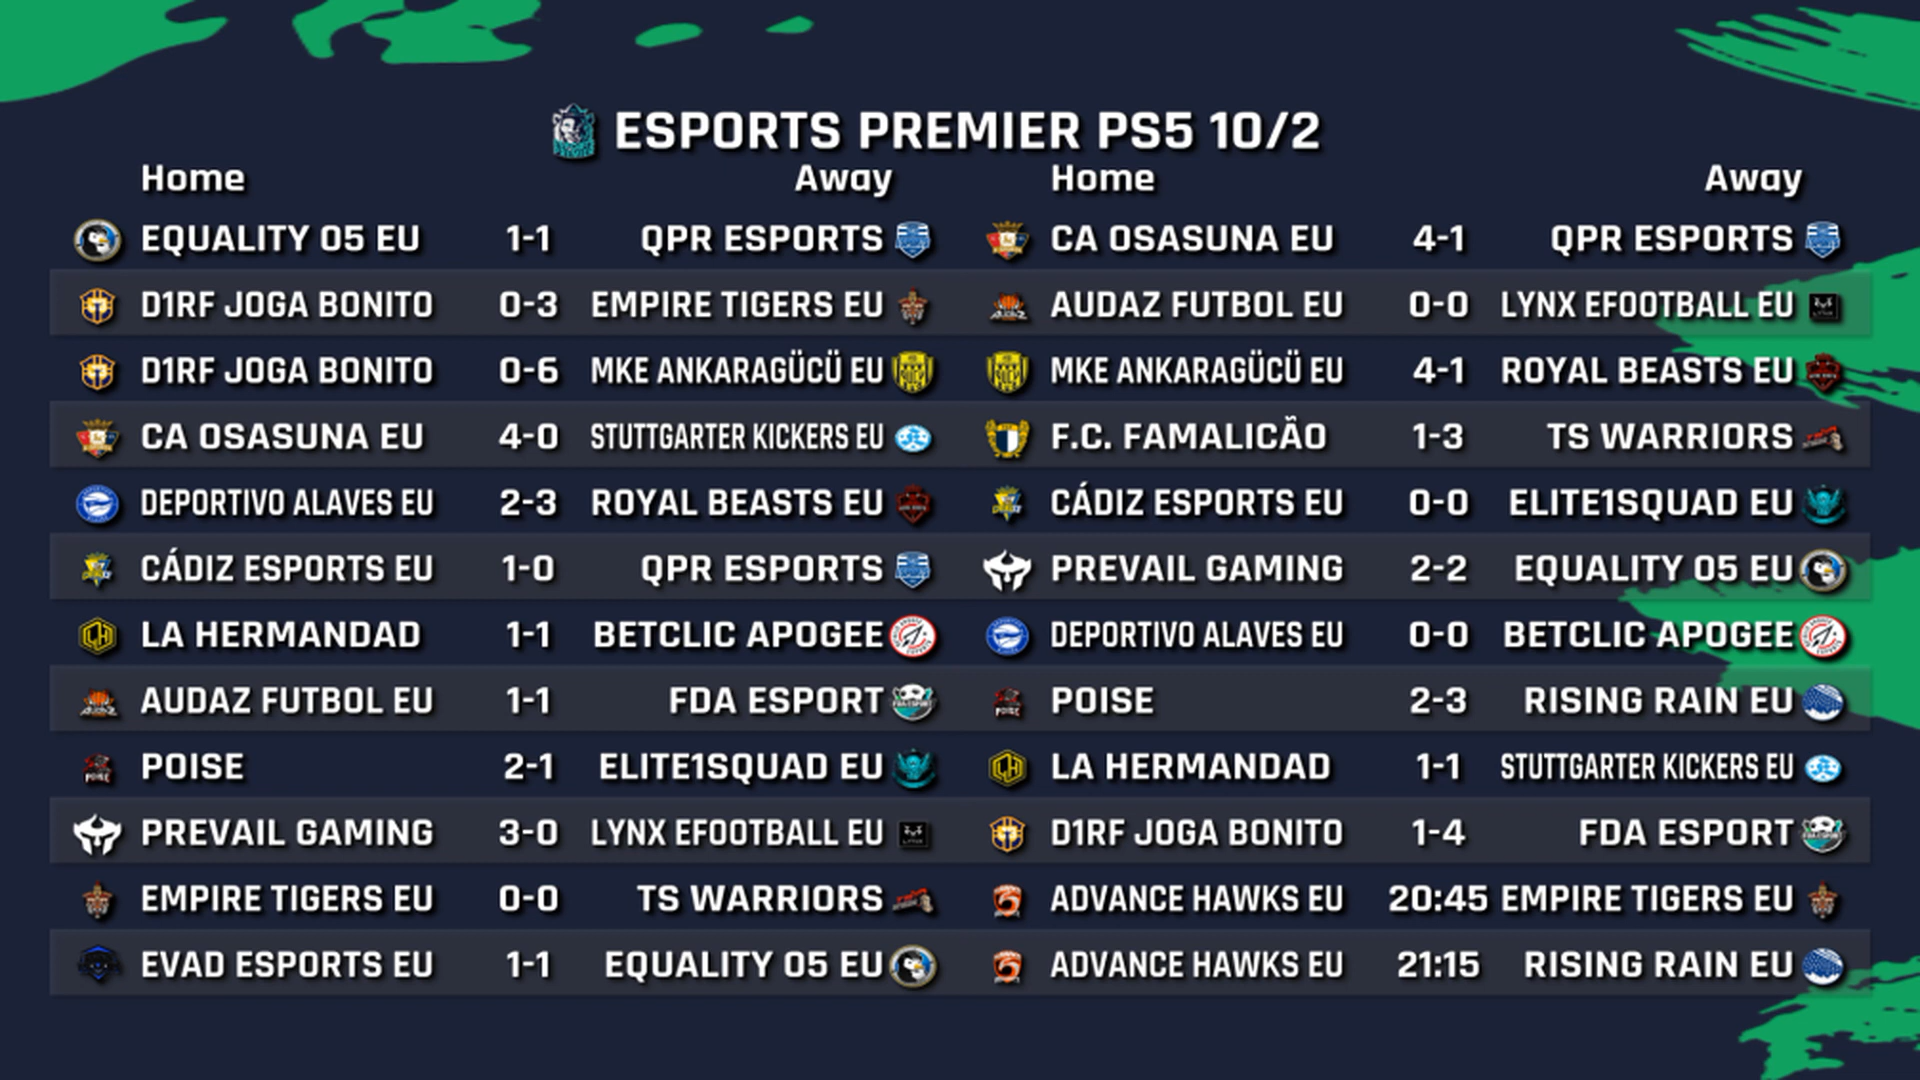 ESPORTS PREMIER PS5 10/2
Home Away Home Away
EQUALITY 05 EU 1-1 QPR ESPORTS CA OSASUNA EU 4-1 QPR ESPORTS
D1RF JOGA BONITO 0-3 EMPIRE TIGERS EU AUDAZ FUTBOL EU 0-0 LYNX EFOOTBALL EU
D1RF JOGA BONITO 0-6 MKE ANKARAGÜCÜ EU MKE ANKARAGÜCÜ EU 4-1 ROYAL BEASTS EU
CA OSASUNA EU 4-0 STUTTGARTER KICKERS EU F.C. FAMALICÃO 1-3 TS WARRIORS
DEPORTIVO ALAVES EU 2-3 ROYAL BEASTS EU CÁDIZ ESPORTS EU 0-0 ELITE1SQUAD EU
CÁDIZ ESPORTS EU 1-0 QPR ESPORTS PREVAIL GAMING 2-2 EQUALITY 05 EU
LA HERMANDAD 1-1 BETCLIC APOGEE DEPORTIVO ALAVES EU 0-0 BETCLIC APOGEE
AUDAZ FUTBOL EU 1-1 FDA ESPORT POISE 2-3 RISING RAIN EU
POISE 2-1 ELITE1SQUAD EU LA HERMANDAD 1-1 STUTTGARTER KICKERS EU
PREVAIL GAMING 3-0 LYNX EFOOTBALL EU D1RF JOGA BONITO 1-4 FDA ESPORT
EMPIRE TIGERS EU 0-0 TS WARRIORS ADVANCE HAWKS EU 20:45 EMPIRE TIGERS EU
EVAD ESPORTS EU 1-1 EQUALITY 05 EU ADVANCE HAWKS EU 21:15 RISING RAIN EU